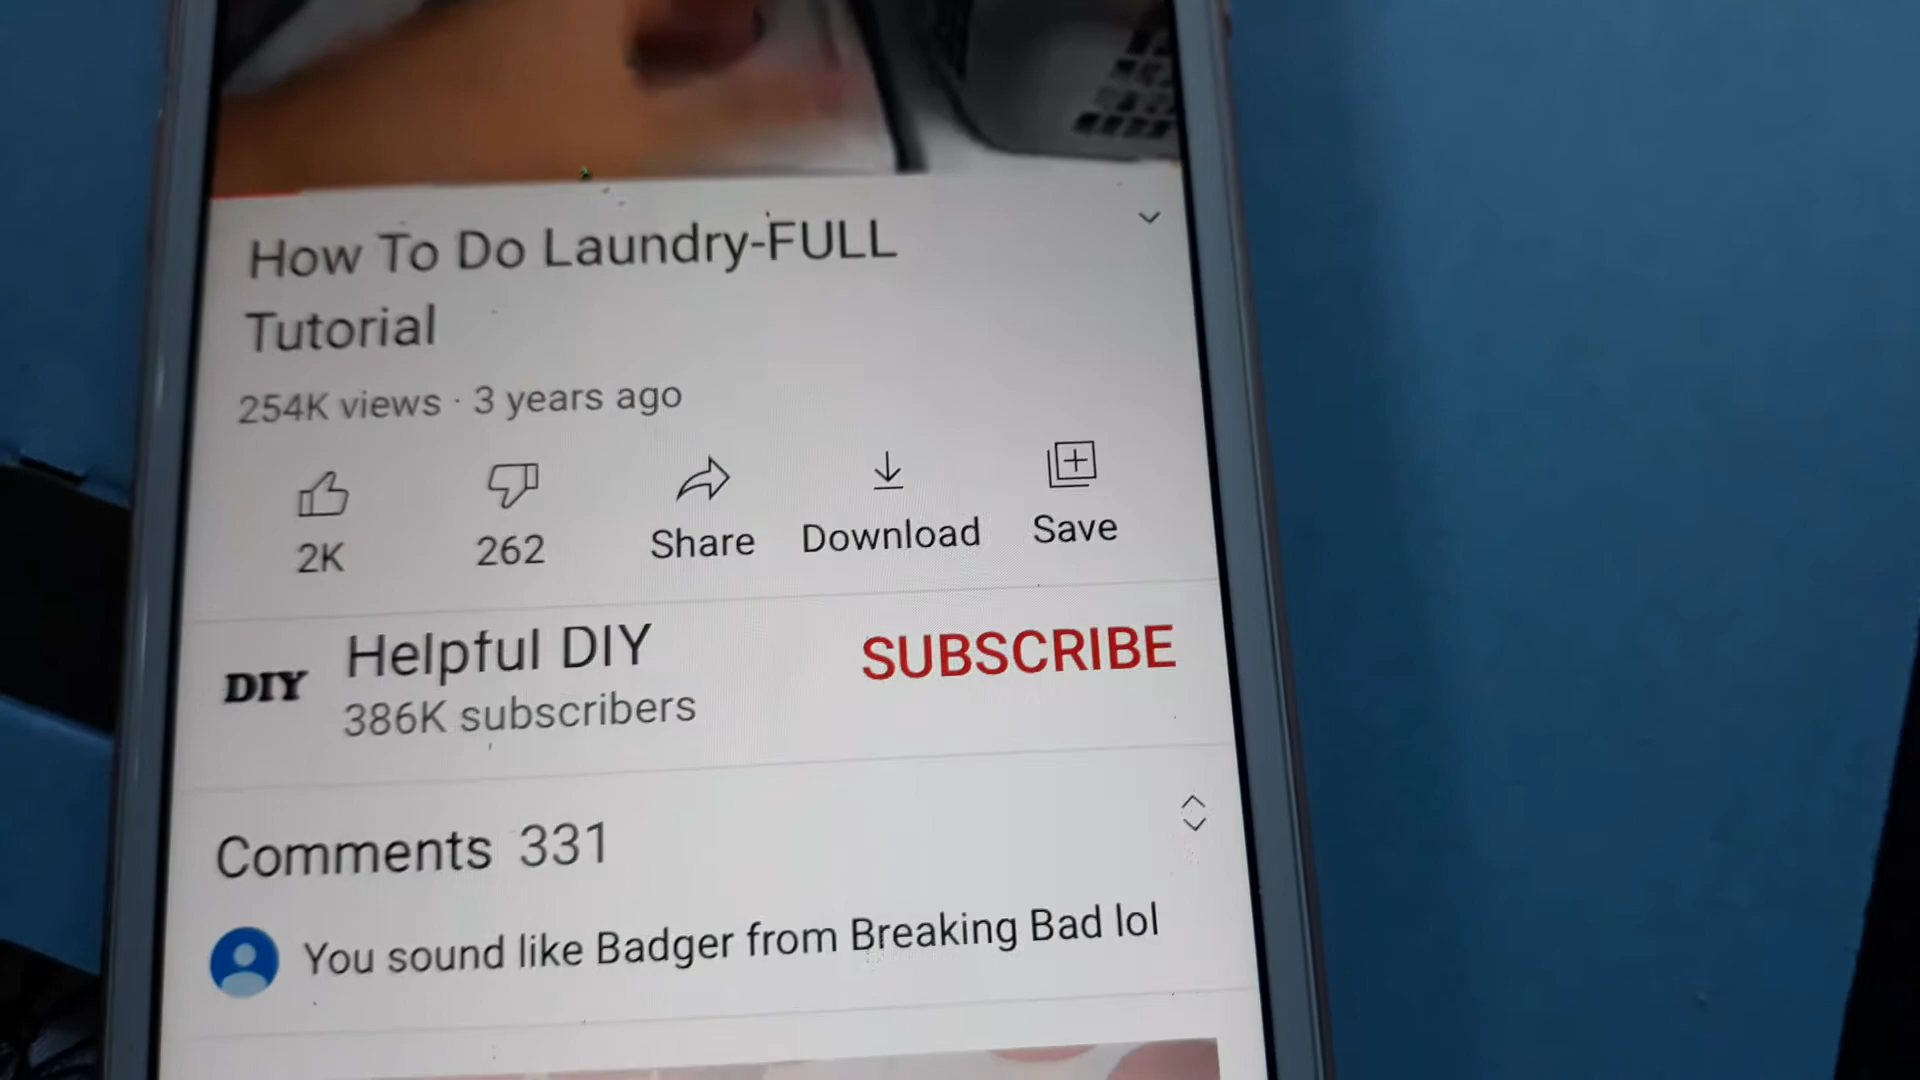 How To Do Laundry-FULL
Tutorial
254K views · 3 years ago
2K
262
Share
Download
Save
DIY
Helpful DIY
SUBSCRIBE
386K subscribers
Comments 331
You sound like Badger from Breaking Bad lol